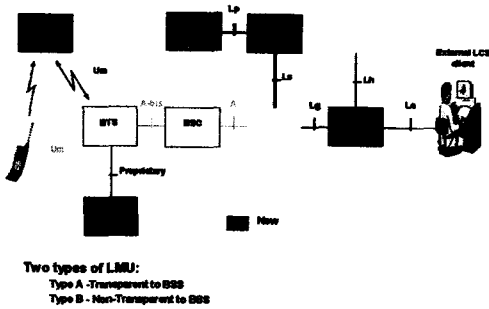 Lp
External LCS
client
Um
Ls
Lh
A-bis
A
Lg
Le
BTS
BSC
Um
Proprietary
New
Two types of LMU:
Type A -Transparent to BSS
Type B - Non-Transparent to BSS